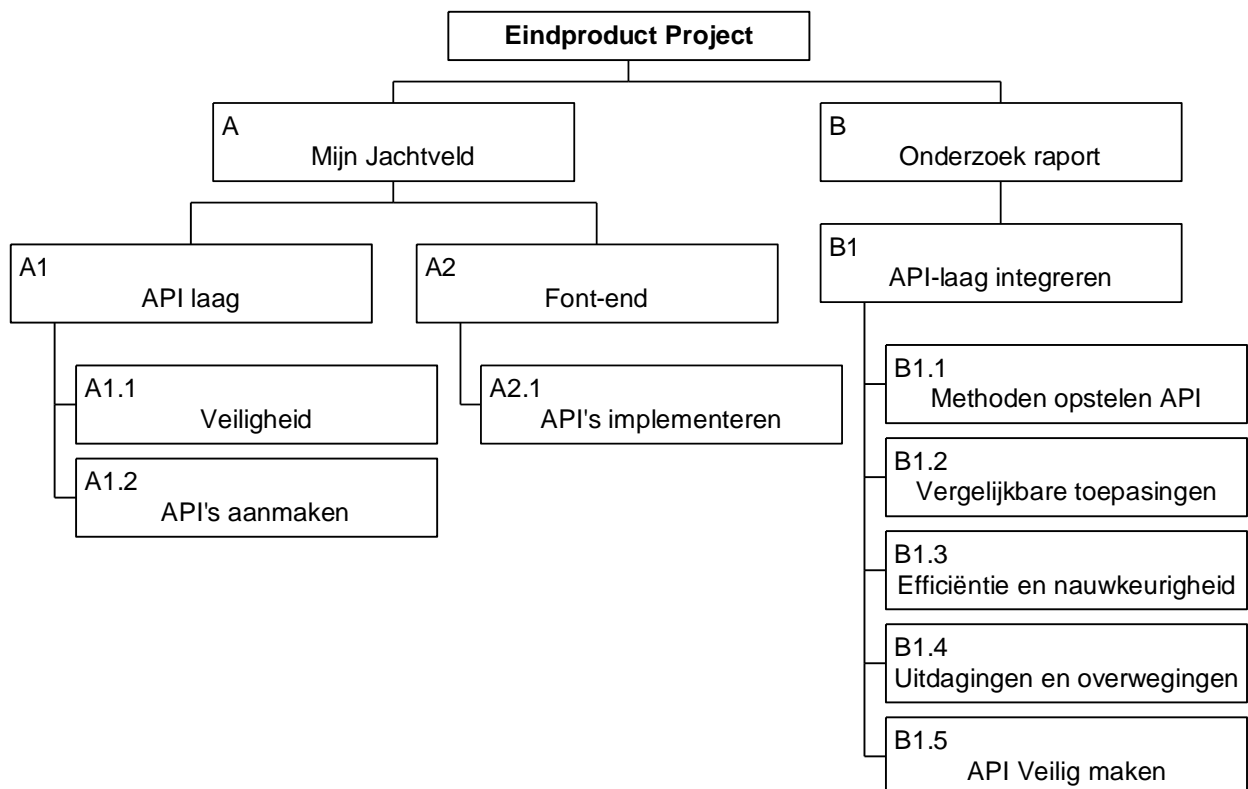 Eindproduct Project
A
Mijn Jachtveld
B
Onderzoek raport
A1
API laag
A2
Font-end
B1
API-laag integreren
A1.1
Veiligheid
A1.2
API's aanmaken
A2.1
API's implementeren
B1.1
Methoden opstelen API
B1.2
Vergelijkbare toepasingen
B1.3
Efficiëntie en nauwkeurigheid
B1.4
Uitdagingen en overwegingen
B1.5
API Veilig maken